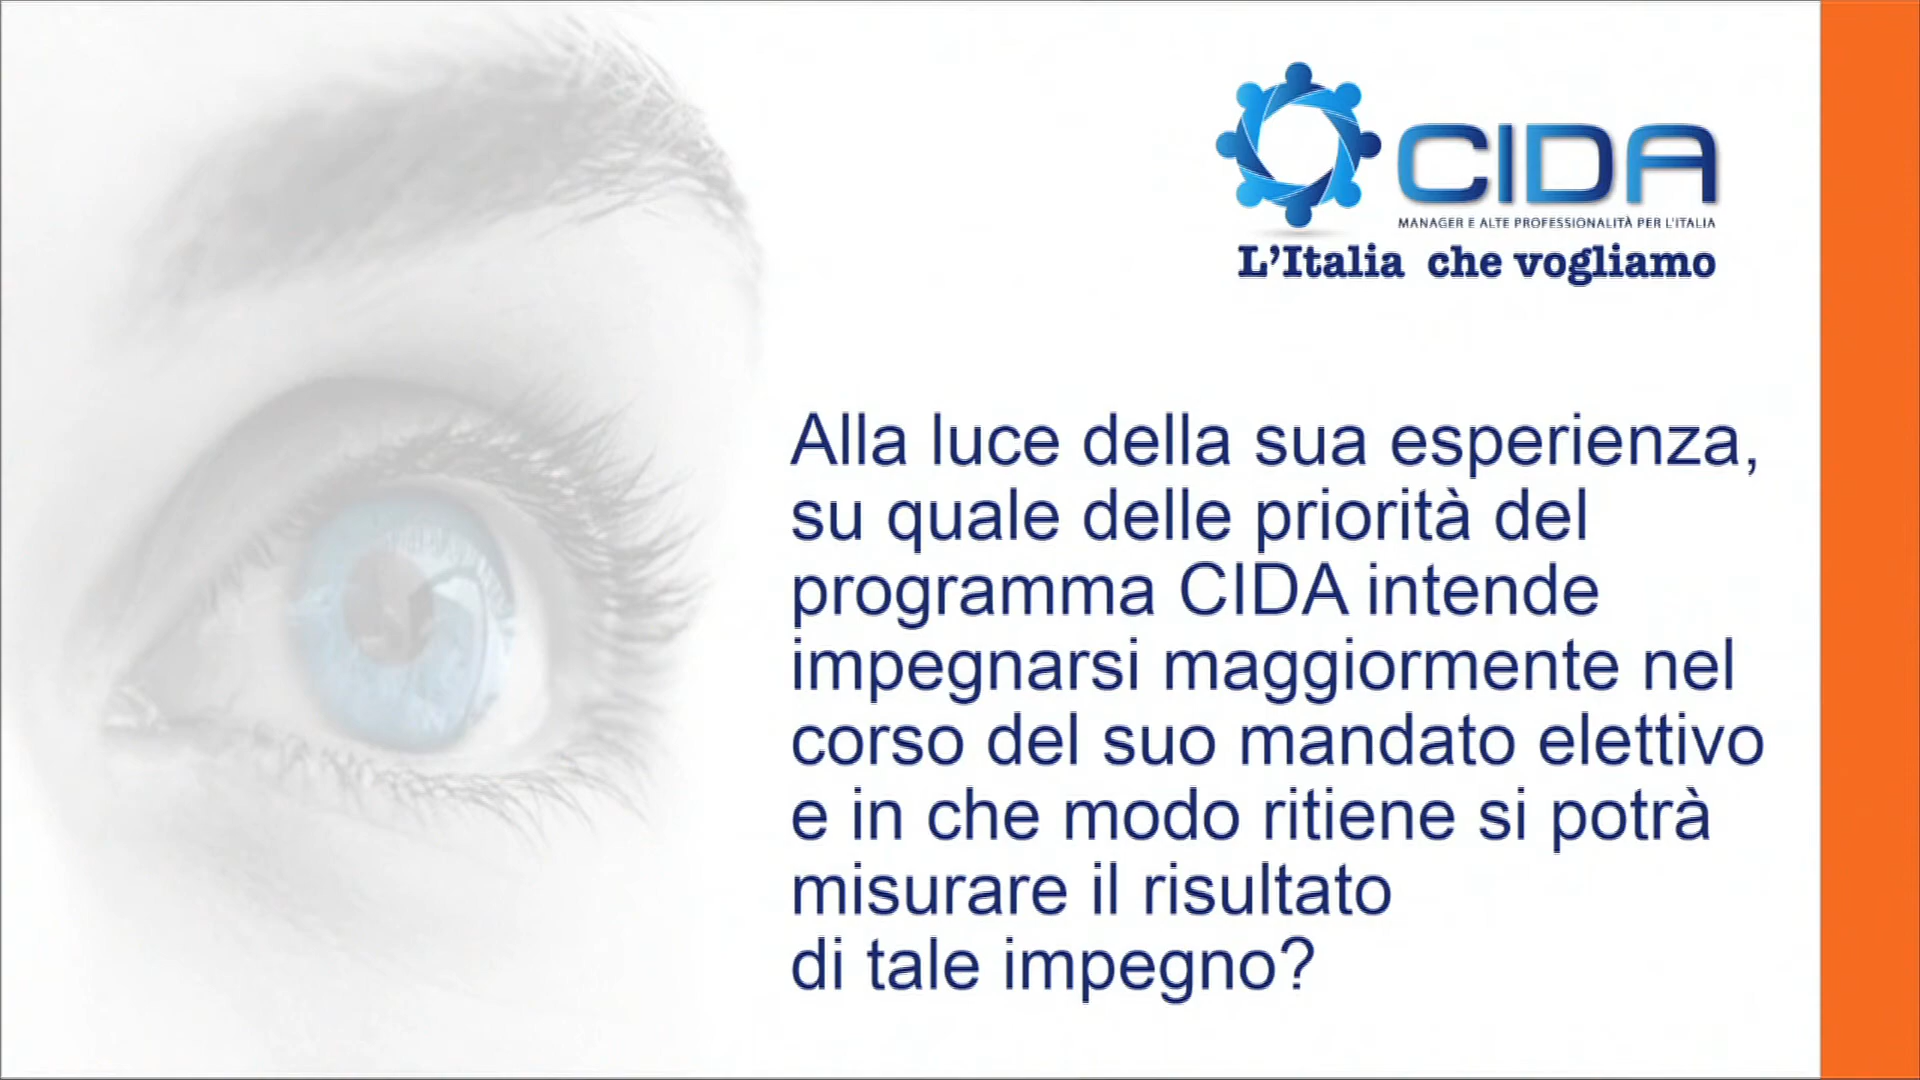 CIDA
MANAGER E ALTE PROFESSIONALITÀ PER L'ITALIA
L'Italia che vogliamo
Alla luce della sua esperienza,
su quale delle priorità del
programma CIDA intende
impegnarsi maggiormente nel
corso del suo mandato elettivo
e in che modo ritiene si potrà
misurare il risultato
di tale impegno?